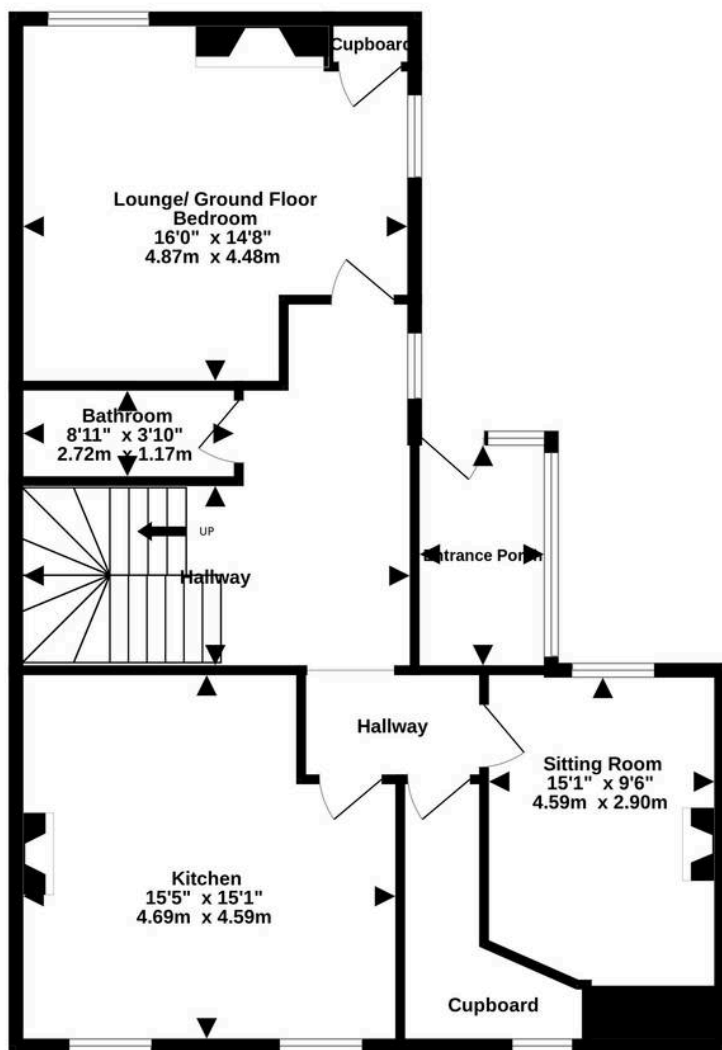 Cupboard
Lounge/ Ground Floor
Bedroom
16'0" x 14'8"
4.87m x 4.48m
Bathroom
8'11" x 3'10"
2.72m x 1.17m
UP
Hallway
Entrance Porch
Hallway
Sitting Room
15'1" x 9'6"
4.59m x 2.90m
Kitchen
15'5" x 15'1"
4.69m x 4.59m
Cupboard